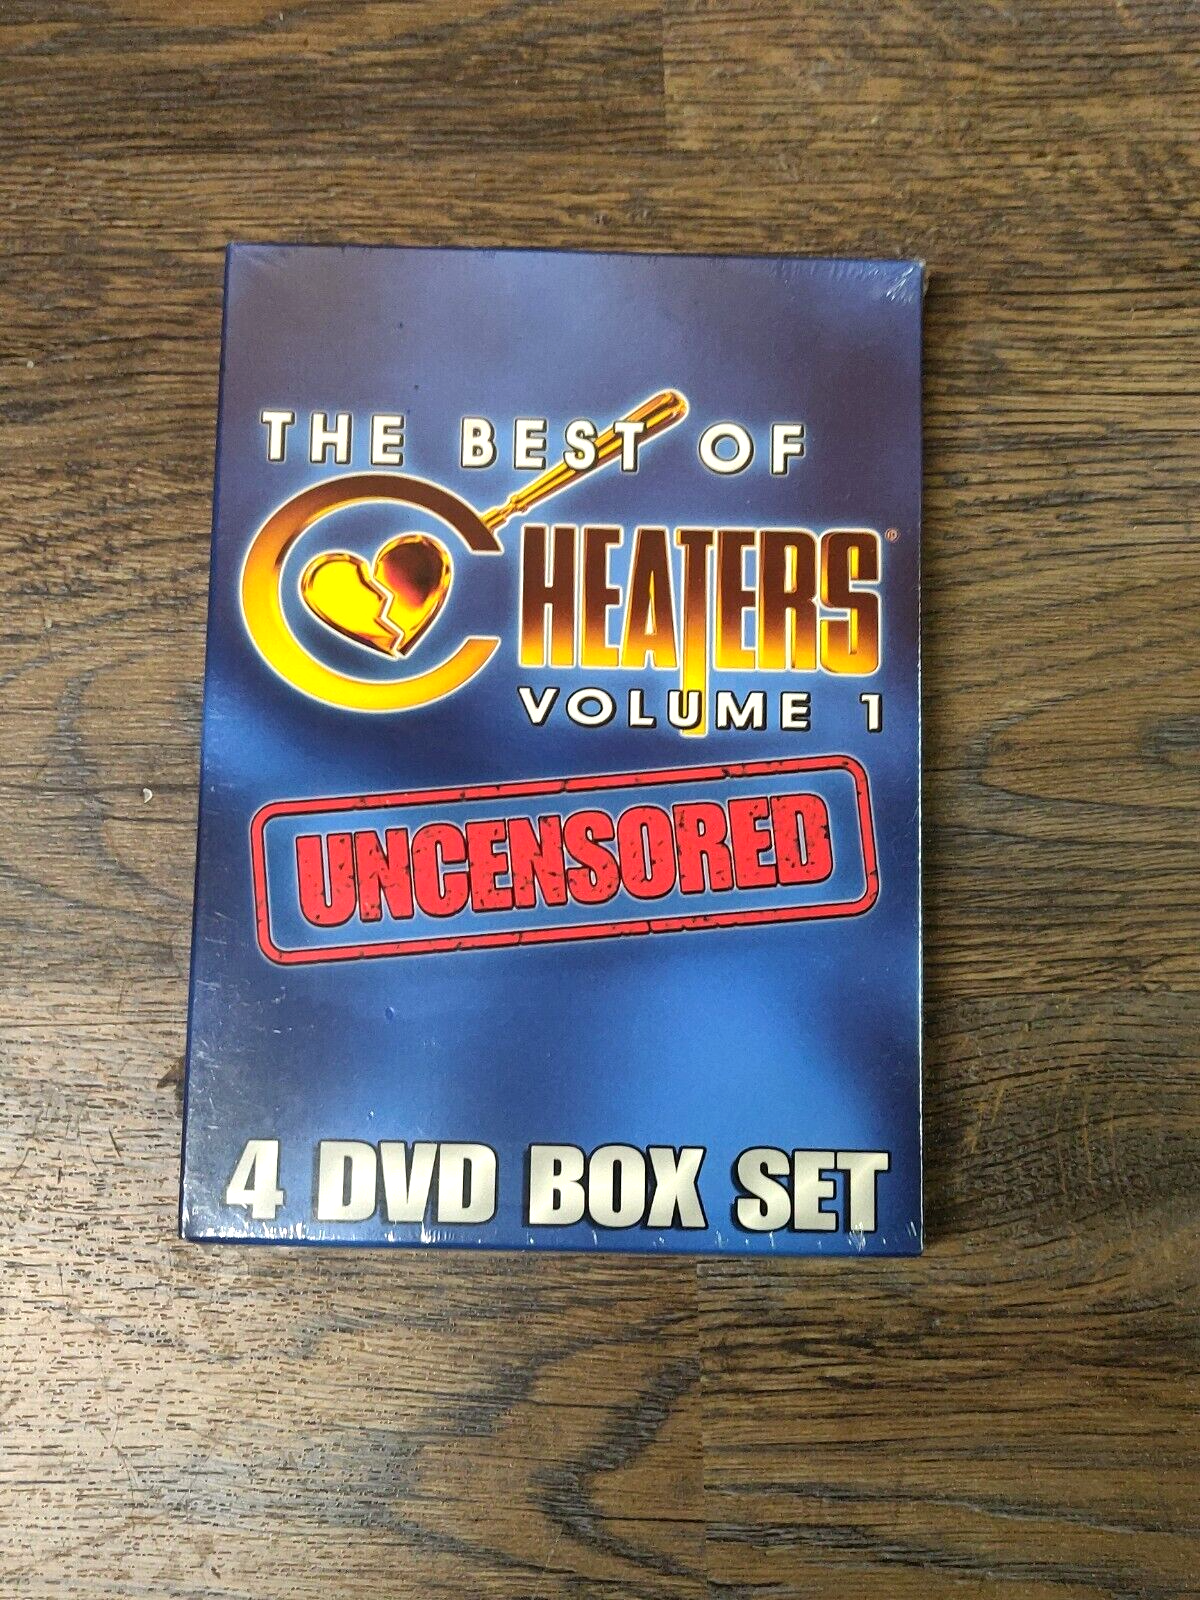 THE BEST OF
CHEATERS®
VOLUME 1
UNCENSORED
4 DVD BOX SET